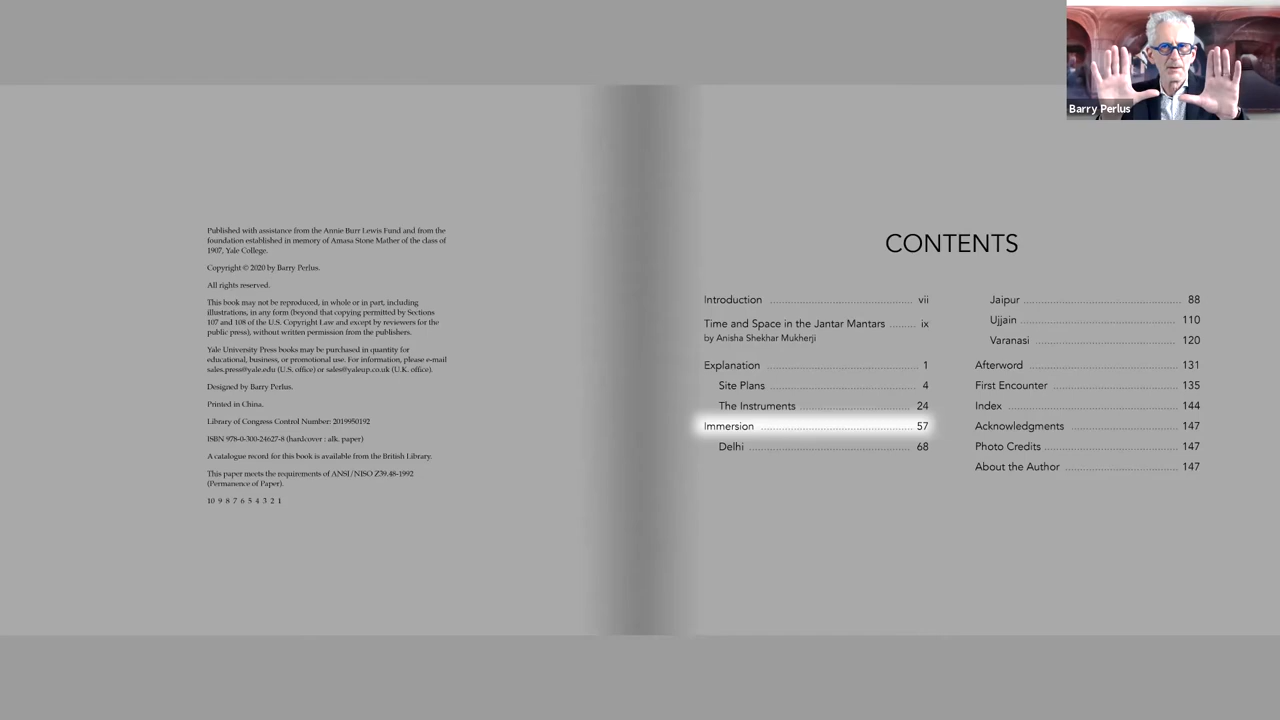 Barry Perlus
Published with assistance from the Annie Burr Lewis Fund and from the
foundation established in memory of Amasa Stone Mather of the class of
1907, Yale College.
Copyright © 2020 by Barry Perlus.
All rights reserved.
This book may not be reproduced, in whole or in part, including
illustrations, in any form (beyond that copying permitted by Sections
107 and 108 of the U.S. Copyright Law and except by reviewers for the
public press), without written permission from the publishers.
Yale University Press books may be purchased in quantity for
educational, business, or promotional use. For information, please e-mail
sales.press@yale.edu (U.S. office) or sales@yaleup.co.uk (U.K. office).
Designed by Barry Perlus.
Printed in China.
Library of Congress Control Number: 2019950192
ISBN 978-0-300-24627-8 (hardcover : alk. paper)
A catalogue record for this book is available from the British Library.
This paper meets the requirements of ANSI/NISO Z39.48-1992
(Permanence of Paper).
10 9 8 7 6 5 4 3 2 1
CONTENTS
Introduction ........................................ vii
Time and Space in the Jantar Mantars ......... ix
by Anisha Shekhar Mukherji
Explanation ........................................ 1
Site Plans ........................................ 4
The Instruments ........................................ 24
Immersion ........................................ 57
Delhi ........................................ 68
Jaipur ........................................ 88
Ujjain ........................................ 110
Varanasi ........................................ 120
Afterword ........................................ 131
First Encounter ........................................ 135
Index ........................................ 144
Acknowledgments ........................................ 147
Photo Credits ........................................ 147
About the Author ........................................ 147